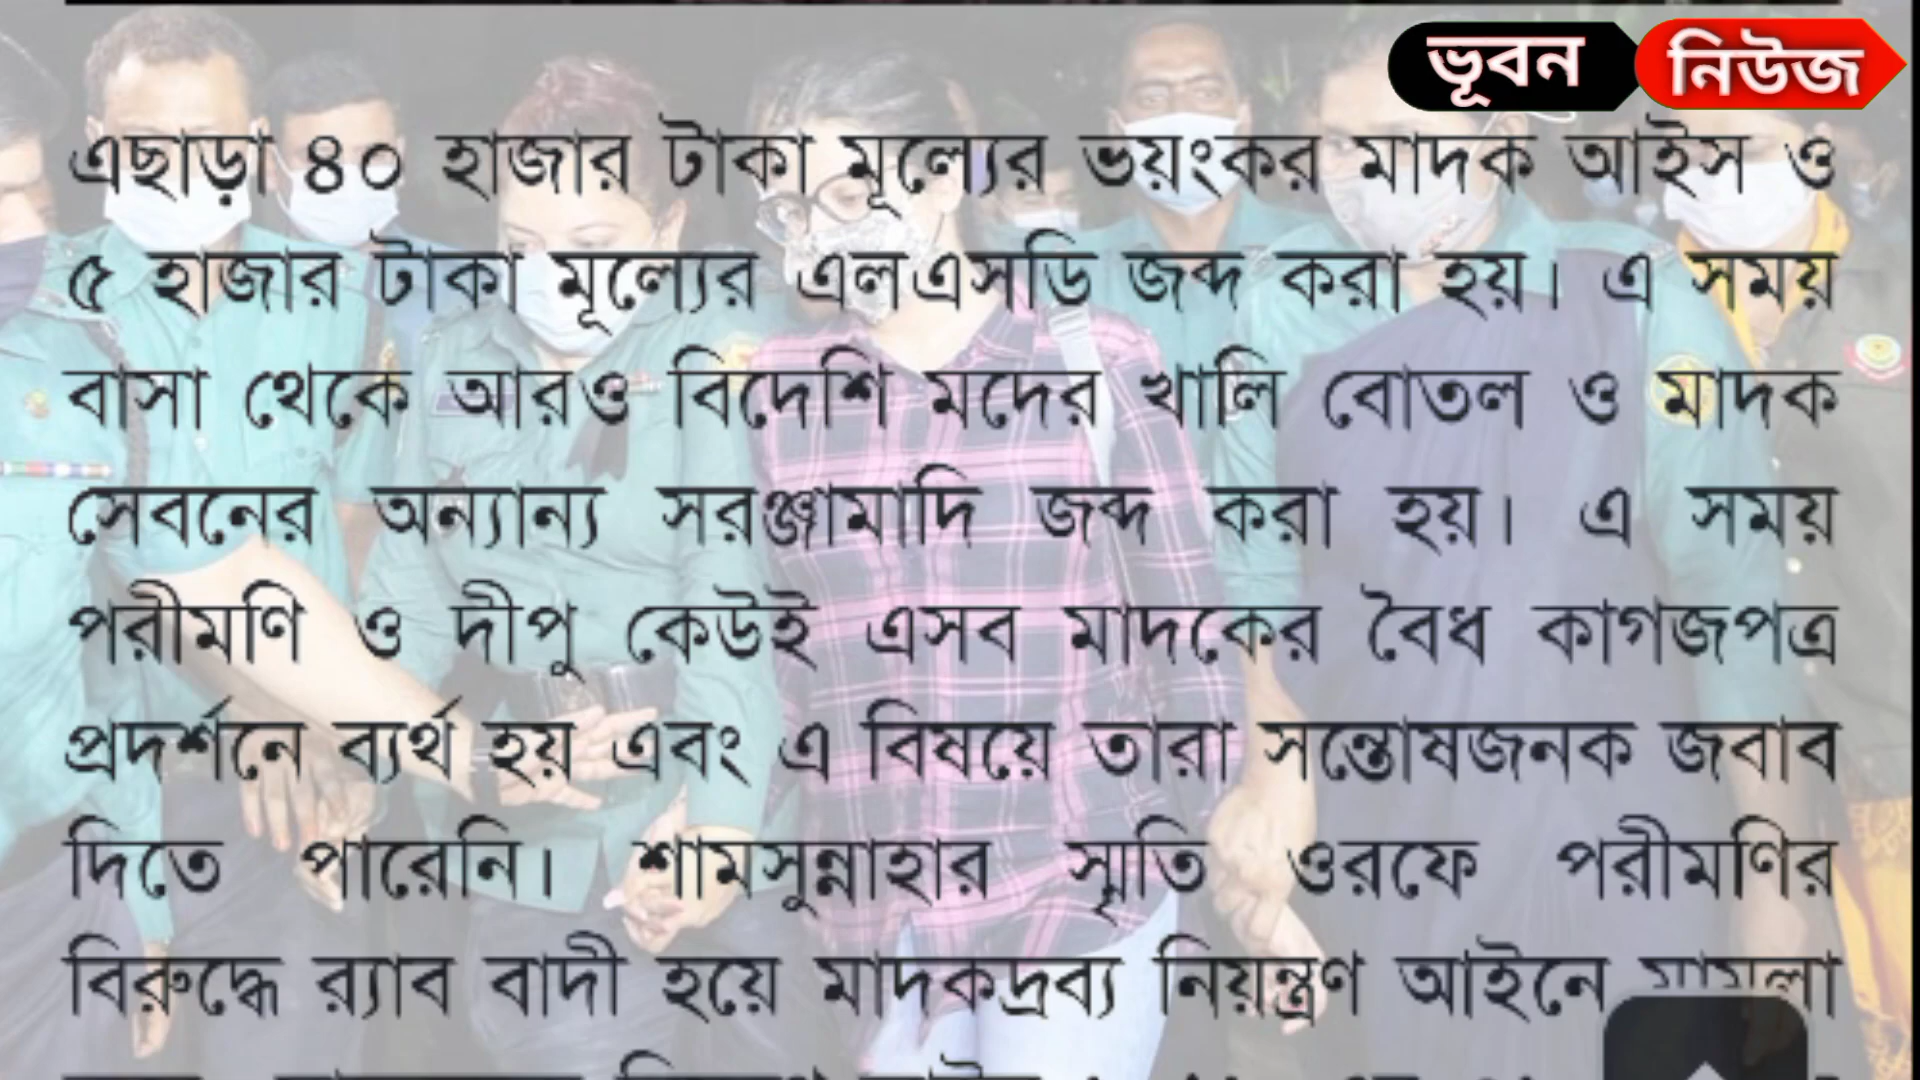 ভূবন নিউজ
এছাড়া ৪০ হাজার টাকা মূল্যের ভয়ংকর মাদক আইস ও
৫ হাজার টাকা মূল্যের এলএসডি জব্দ করা হয়। এ সময়
বাসা থেকে আরও বিদেশি মদের খালি বোতল ও মাদক
সেবনের অন্যান্য সরঞ্জামাদি জব্দ করা হয়। এ সময়
পরীমণি ও দীপু কেউই এসব মাদকের বৈধ কাগজপত্র
প্রদর্শনে ব্যর্থ হয় এবং এ বিষয়ে তারা সন্তোষজনক জবাব
দিতে পারেনি। শামসুন্নাহার স্মৃতি ওরফে পরীমণির
বিরুদ্ধে র‍্যাব বাদী হয়ে মাদকদ্রব্য নিয়ন্ত্রণ আইনে মামলা